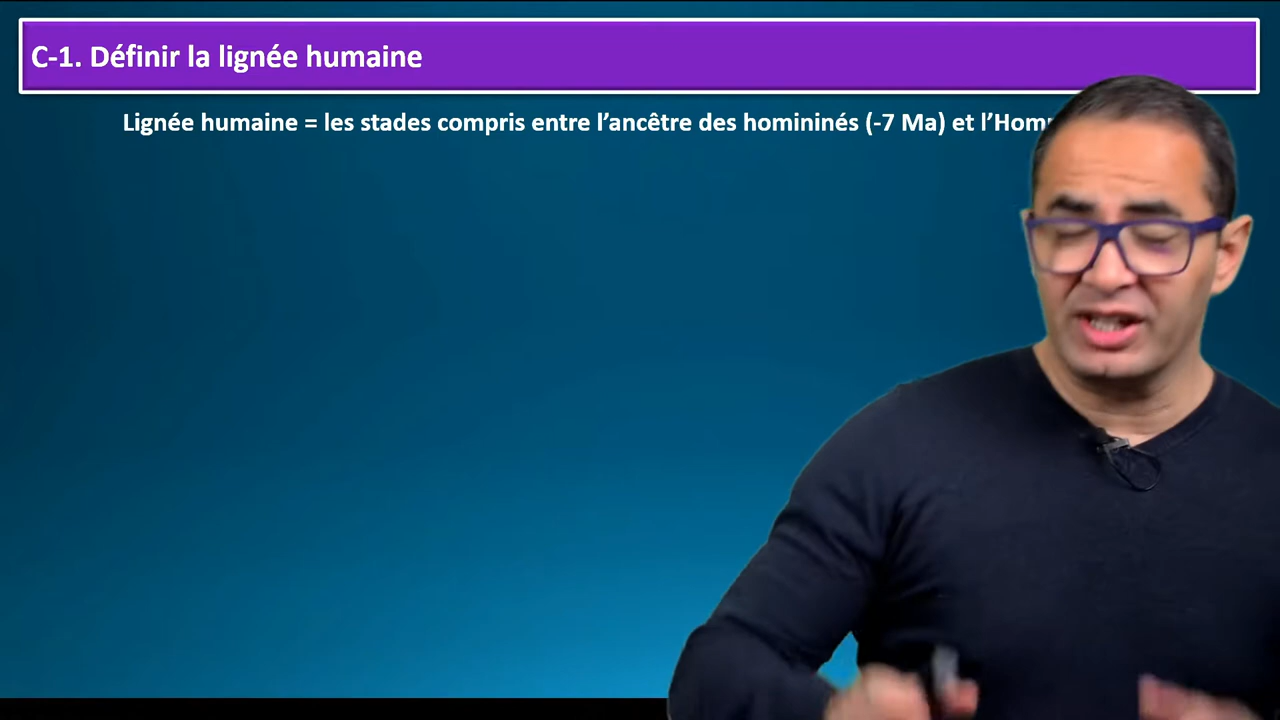 C-1. Définir la lignée humaine
Lignée humaine = les stades compris entre l’ancêtre des homininés (-7 Ma) et